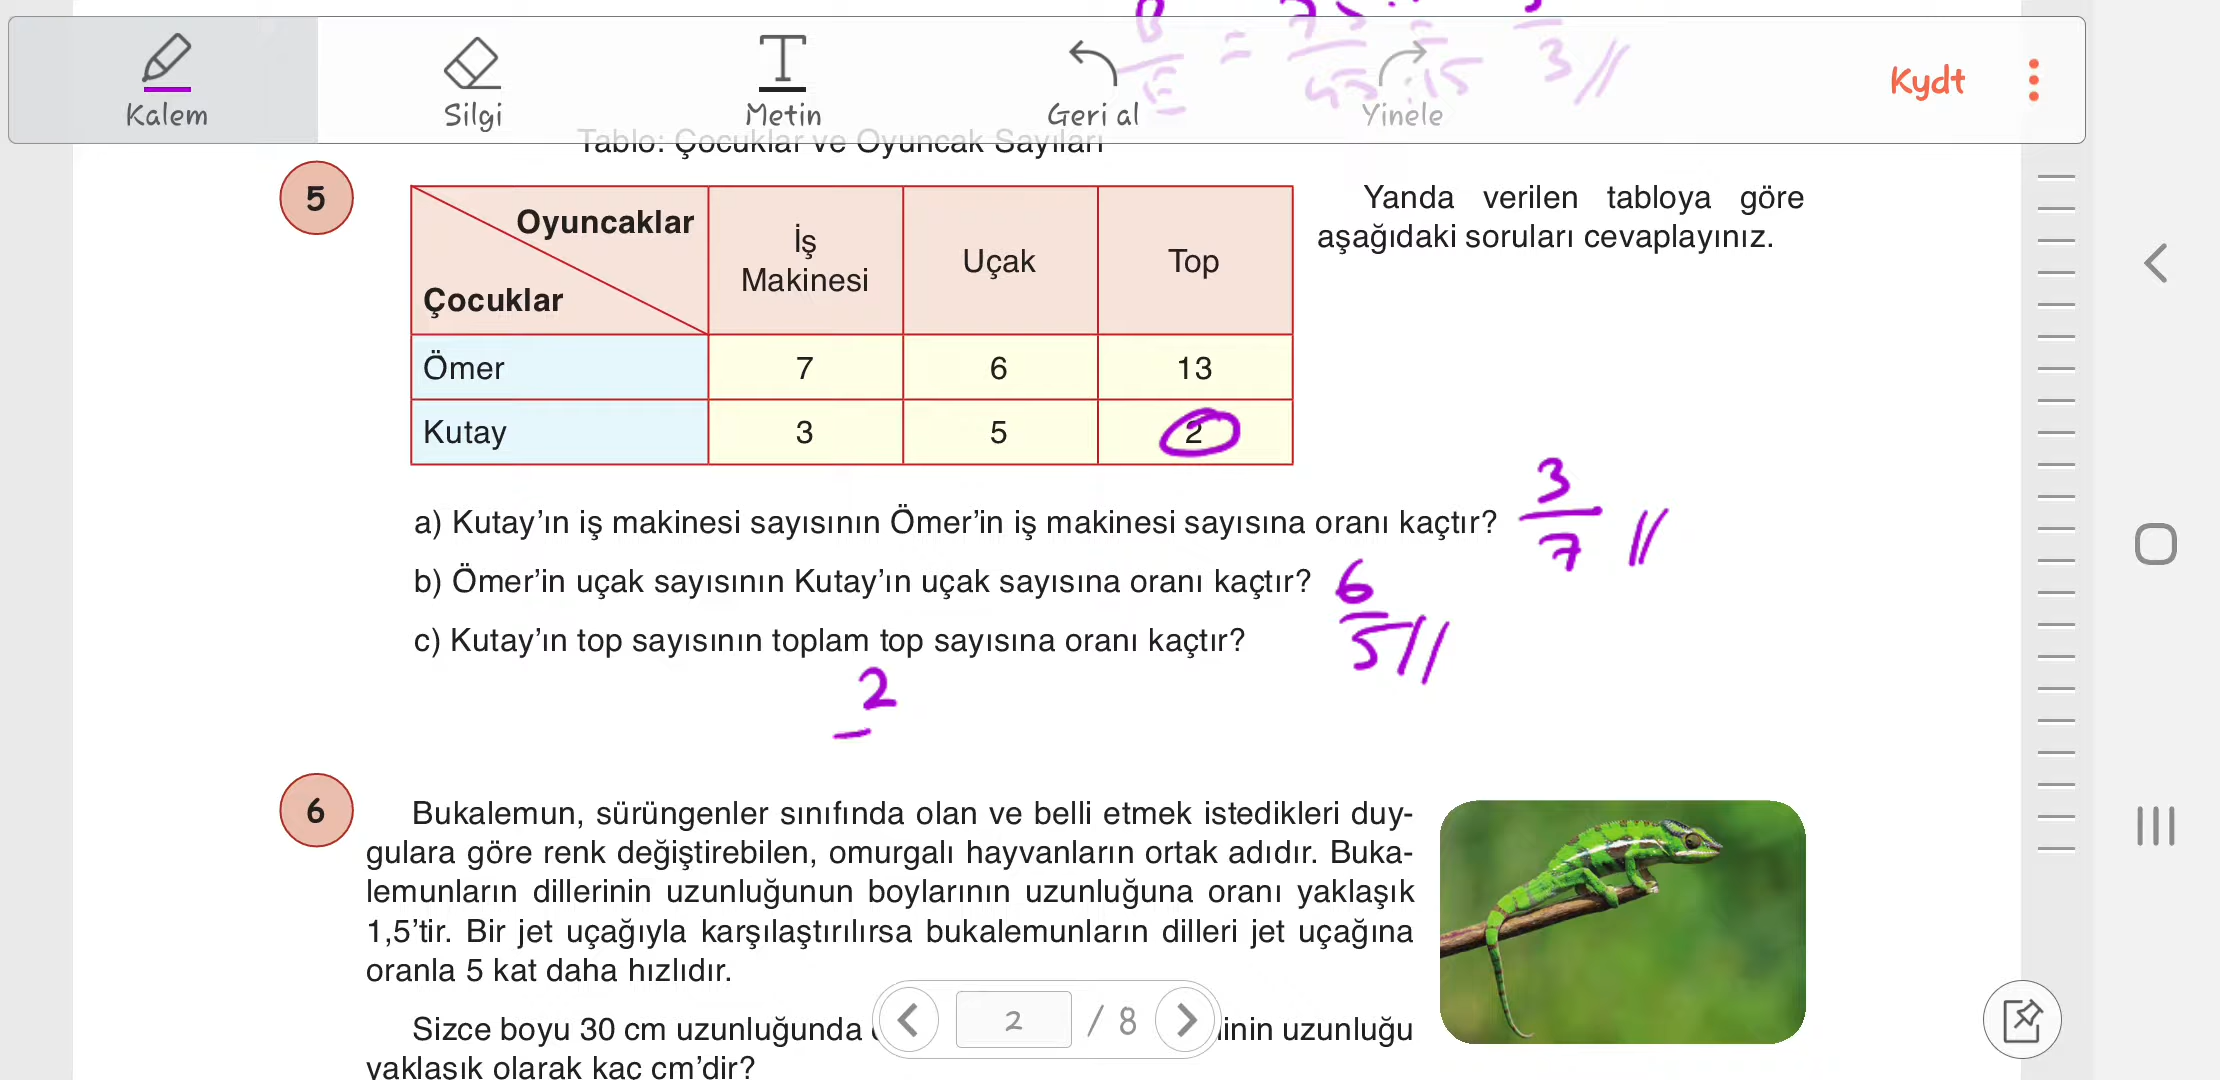 Kalem
Silgi
Metin
Geri al
Yinele
Kydt
Tablo: Çocuklar ve Oyuncak Sayıları
5
Oyuncaklar
Çocuklar
İş Makinesi
Uçak
Top
Ömer
7
6
13
Kutay
3
5
2
Yanda verilen tabloya göre
aşağıdaki soruları cevaplayınız.
a) Kutay'ın iş makinesi sayısının Ömer'in iş makinesi sayısına oranı kaçtır?
3
7 //
b) Ömer'in uçak sayısının Kutay'ın uçak sayısına oranı kaçtır?
6
5 //
c) Kutay'ın top sayısının toplam top sayısına oranı kaçtır?
2
6
Bukalemun, sürüngenler sınıfında olan ve belli etmek istedikleri duy-
gulara göre renk değiştirebilen, omurgalı hayvanların ortak adıdır. Buka-
lemunların dillerinin uzunluğunun boylarının uzunluğuna oranı yaklaşık
1,5'tir. Bir jet uçağıyla karşılaştırılırsa bukalemunların dilleri jet uçağına
oranla 5 kat daha hızlıdır.
Sizce boyu 30 cm uzunluğunda
inin uzunluğu
yaklaşık olarak kaç cm'dir?
2 / 8